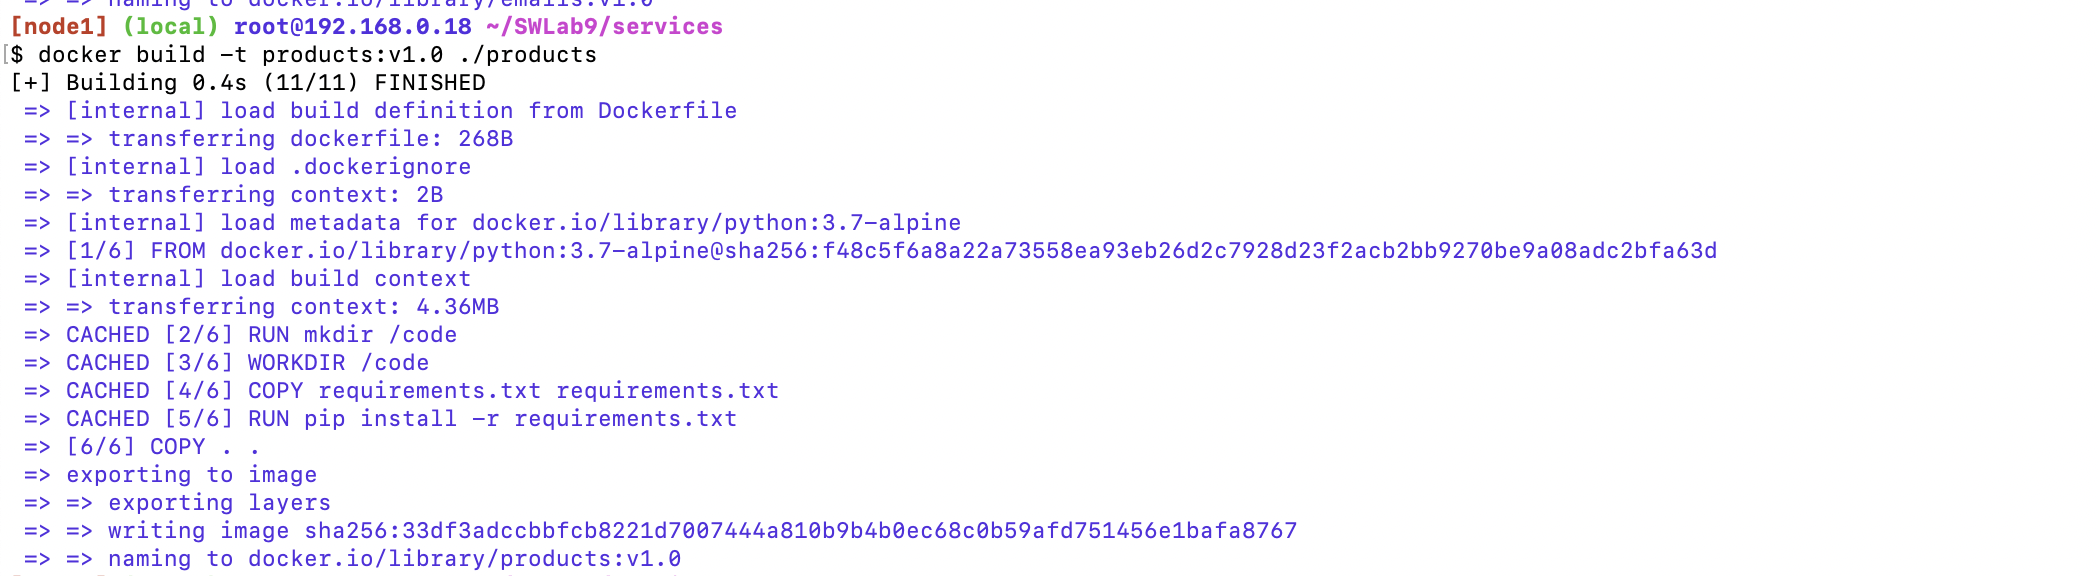 => => naming to docker.io/library/emails:v1.0
[node1] (local) root@192.168.0.18 ~/SWLab9/services
[$ docker build -t products:v1.0 ./products
[+] Building 0.4s (11/11) FINISHED
=> [internal] load build definition from Dockerfile
=> => transferring dockerfile: 268B
=> [internal] load .dockerignore
=> => transferring context: 2B
=> [internal] load metadata for docker.io/library/python:3.7-alpine
=> [1/6] FROM docker.io/library/python:3.7-alpine@sha256:f48c5f6a8a22a73558ea93eb26d2c7928d23f2acb2bb9270be9a08adc2bfa63d
=> [internal] load build context
=> => transferring context: 4.36MB
=> CACHED [2/6] RUN mkdir /code
=> CACHED [3/6] WORKDIR /code
=> CACHED [4/6] COPY requirements.txt requirements.txt
=> CACHED [5/6] RUN pip install -r requirements.txt
=> [6/6] COPY . .
=> exporting to image
=> => exporting layers
=> => writing image sha256:33df3adccbbfcb8221d7007444a810b9b4b0ec68c0b59afd751456e1bafa8767
=> => naming to docker.io/library/products:v1.0